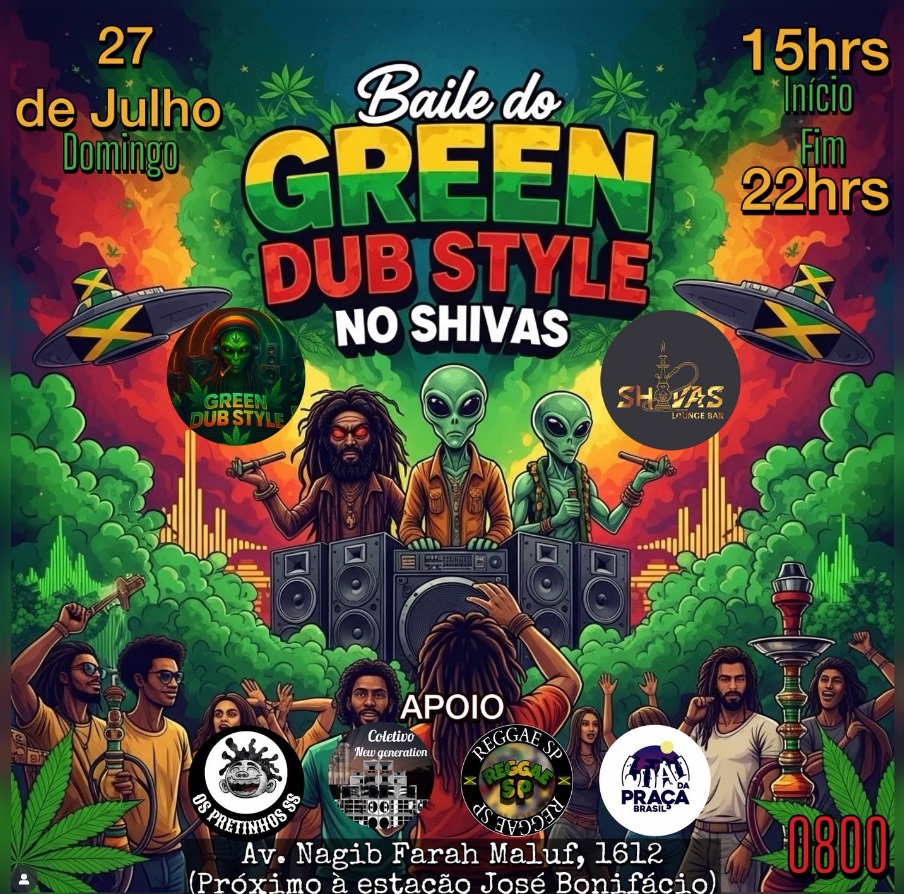 27
de Julho
Domingo
15hrs
Início
Fim
22hrs
Baile do
GREEN
DUB STYLE
NO SHIVAS
GREEN
DUB STYLE
SHIVAS
LOUNGE BAR
APOIO
OS PRETINHOS SS
Coletivo
New generation
REGGAE SP
REGGAE
SP
REGGAE SP
DA
PRAÇA
BRASIL
0800
Av. Nagib Farah Maluf, 1612
(Próximo à estação José Bonifácio)